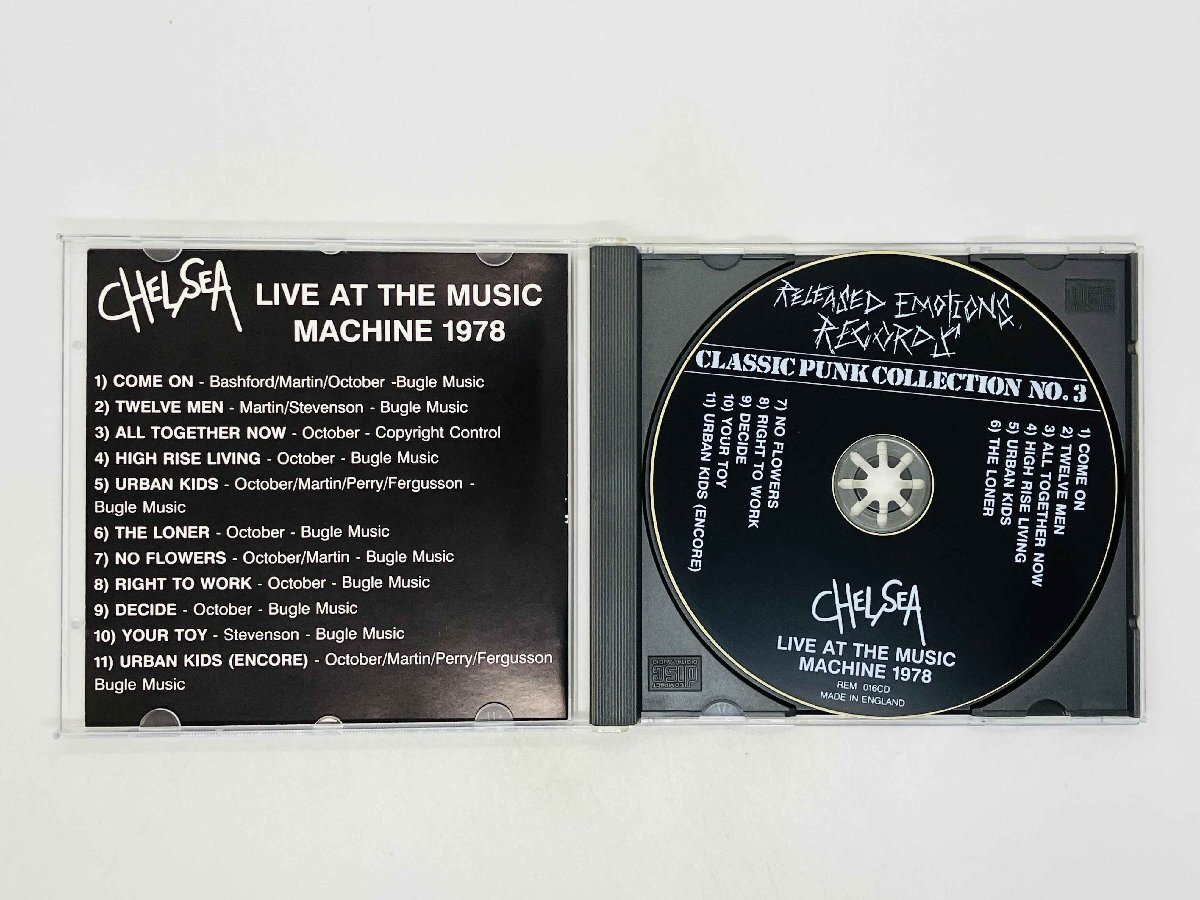 CHELSEA LIVE AT THE MUSIC
MACHINE 1978
1) COME ON - Bashford/Martin/October -Bugle Music
2) TWELVE MEN - Martin/Stevenson - Bugle Music
3) ALL TOGETHER NOW - October - Copyright Control
4) HIGH RISE LIVING - October - Bugle Music
5) URBAN KIDS - October/Martin/Perry/Fergusson -
Bugle Music
6) THE LONER - October - Bugle Music
7) NO FLOWERS - October/Martin - Bugle Music
8) RIGHT TO WORK - October - Bugle Music
9) DECIDE - October - Bugle Music
10) YOUR TOY - Stevenson - Bugle Music
11) URBAN KIDS (ENCORE) - October/Martin/Perry/Fergusson
Bugle Music
RELEASED EMOTIONS
RECORDS
CLASSIC PUNK COLLECTION NO. 3
1) COME ON
2) TWELVE MEN
3) ALL TOGETHER NOW
4) HIGH RISE LIVING
5) URBAN KIDS
6) THE LONER
7) NO FLOWERS
8) RIGHT TO WORK
9) DECIDE
10) YOUR TOY
11) URBAN KIDS (ENCORE)
CHELSEA
LIVE AT THE MUSIC
MACHINE 1978
REM 016CD
MADE IN ENGLAND
COMPACT
disc
DIGITAL AUDIO